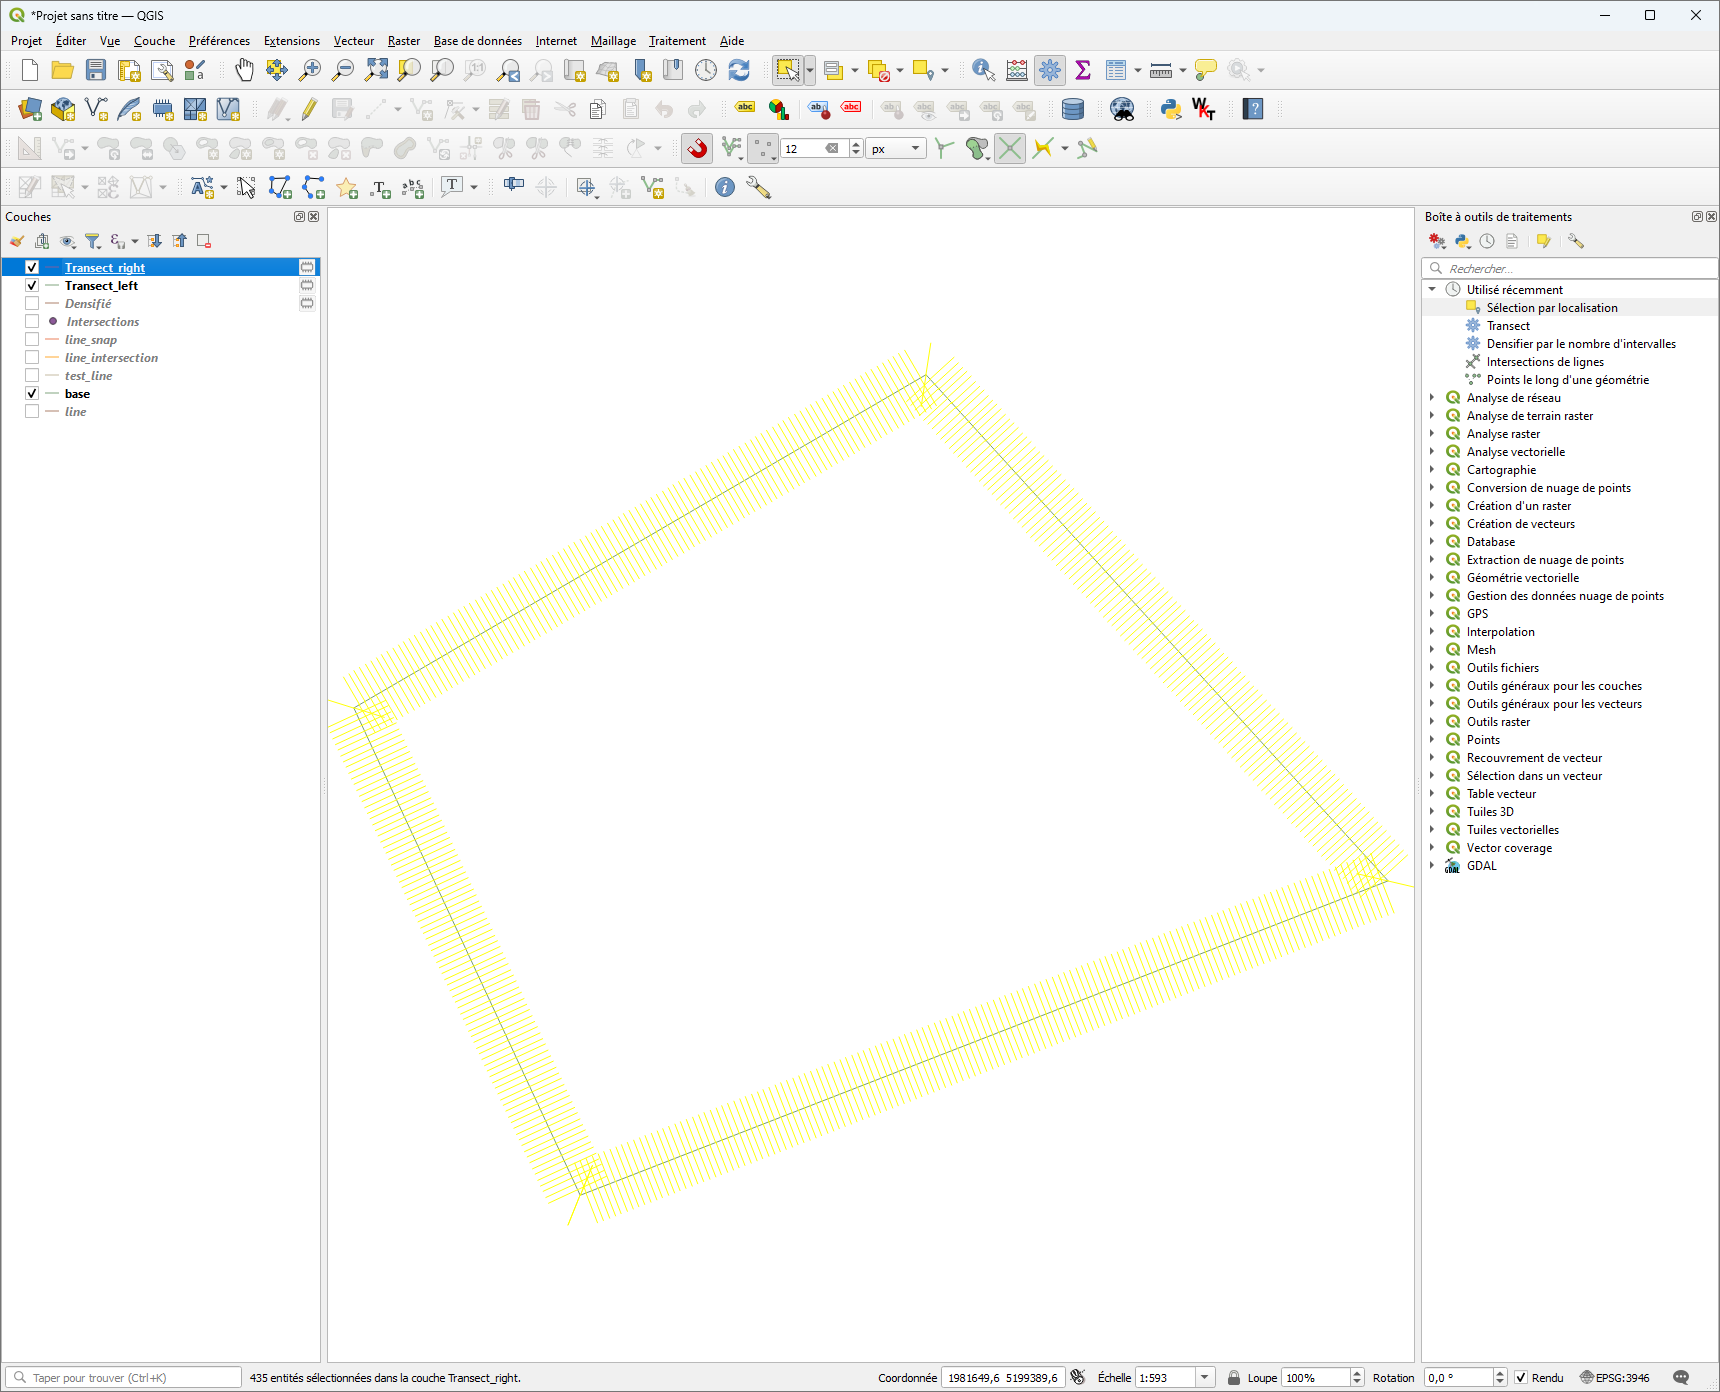 *Projet sans titre — QGIS
Projet Éditer Vue Couche Préférences Extensions Vecteur Raster Base de données Internet Maillage Traitement Aide
12 px
Couches
Boîte à outils de traitements
Transect_right
Transect_left
Densifié
Intersections
line_snap
line_intersection
test_line
base
line
Rechercher...
Utilisé récemment
Sélection par localisation
Transect
Densifier par le nombre d'intervalles
Intersections de lignes
Points le long d'une géométrie
Analyse de réseau
Analyse de terrain raster
Analyse raster
Analyse vectorielle
Cartographie
Conversion de nuage de points
Création d'un raster
Création de vecteurs
Database
Extraction de nuage de points
Géométrie vectorielle
Gestion des données nuage de points
GPS
Interpolation
Mesh
Outils fichiers
Outils généraux pour les couches
Outils généraux pour les vecteurs
Outils raster
Points
Recouvrement de vecteur
Sélection dans un vecteur
Table vecteur
Tuiles 3D
Tuiles vectorielles
Vector coverage
GDAL
Taper pour trouver (Ctrl+K) 435 entités sélectionnées dans la couche Transect_right. Coordonnée 1981649,6 5199389,6 Échelle 1:593 Loupe 100% Rotation 0,0 ° Rendu EPSG:3946